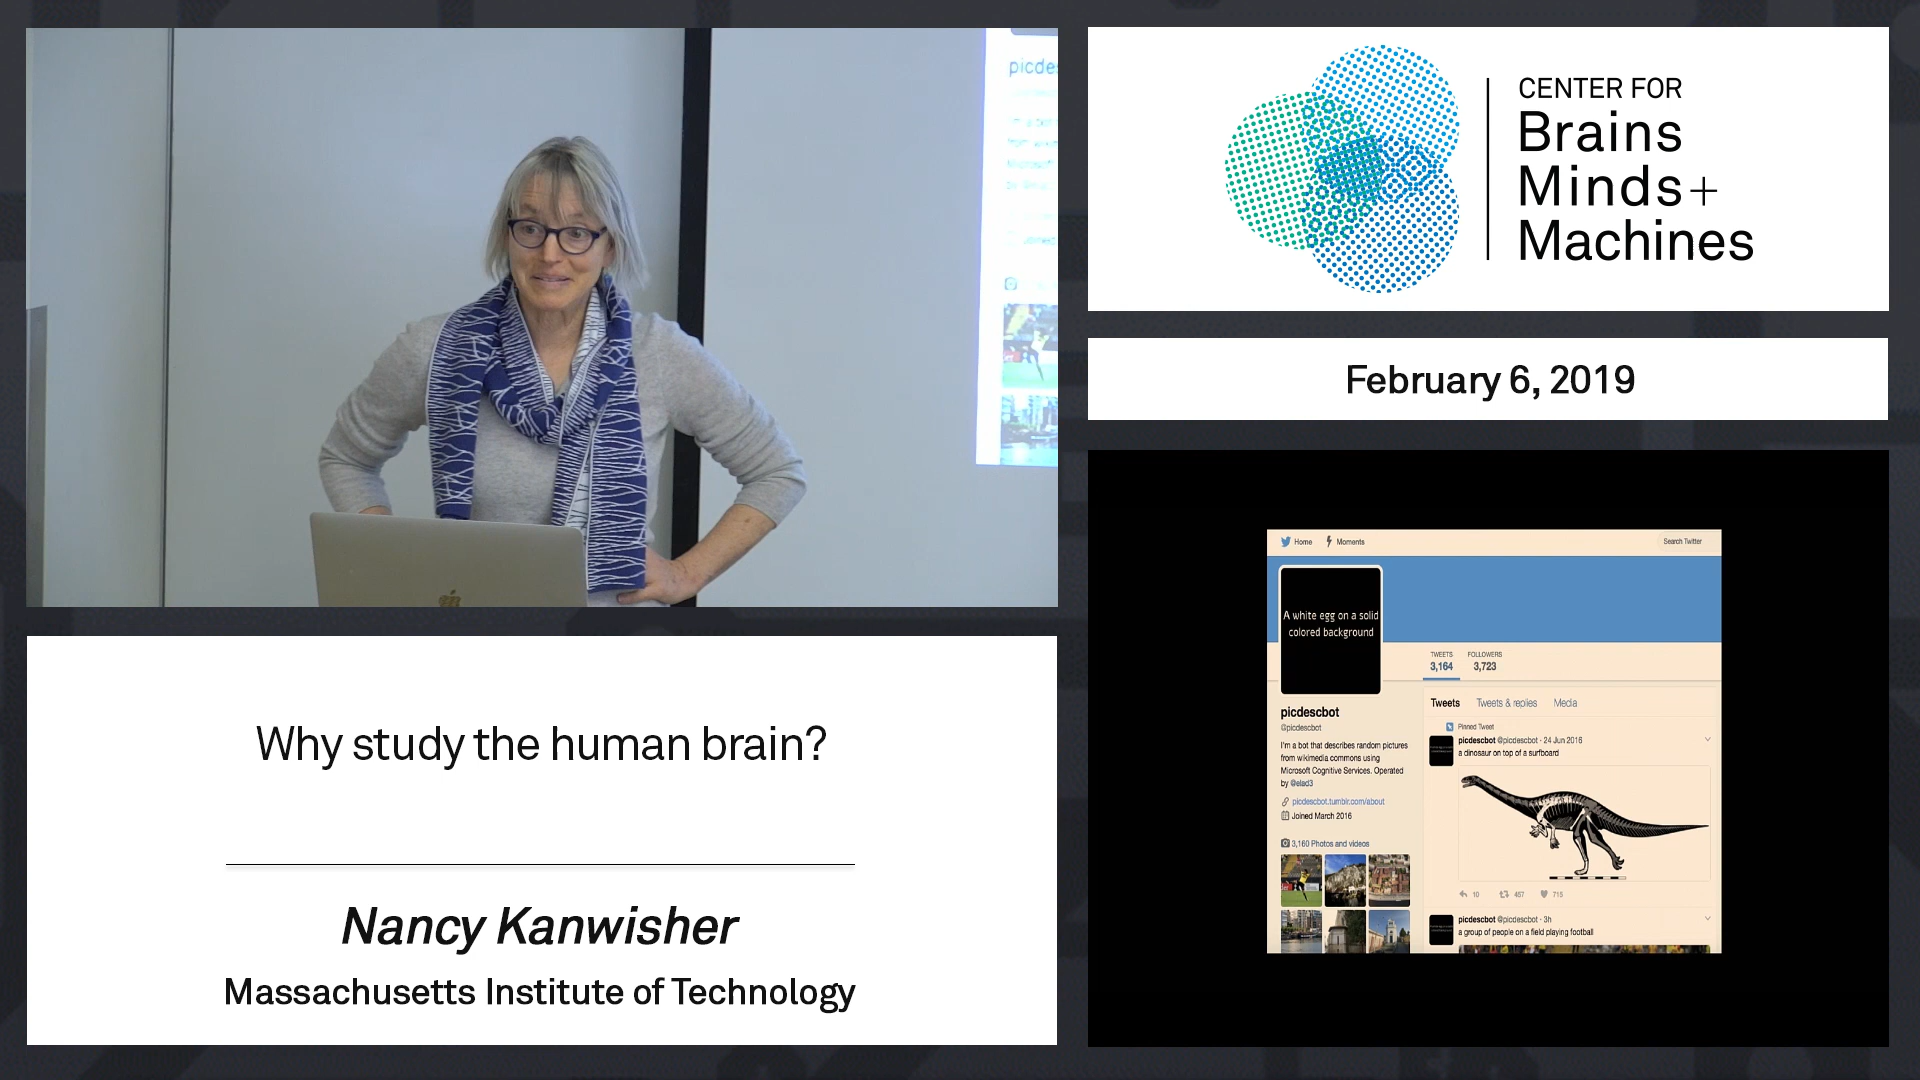 picdes
CENTER FOR
Brains
Minds+
Machines
February 6, 2019
Why study the human brain?
Nancy Kanwisher
Massachusetts Institute of Technology
Home
Moments
Search Twitter
A white egg on a solid
colored background
TWEETS
3,164
FOLLOWERS
3,723
picdescbot
@picdescbot
I'm a bot that describes random pictures
from wikimedia commons using
Microsoft Cognitive Services. Operated
by @elad3
picdescbot.tumblr.com/about
Joined March 2016
3,160 Photos and videos
Tweets Tweets & replies Media
Pinned Tweet
picdescbot @picdescbot · 24 Jun 2016
a dinosaur on top of a surfboard
10 457 715
picdescbot @picdescbot · 3h
a group of people on a field playing football